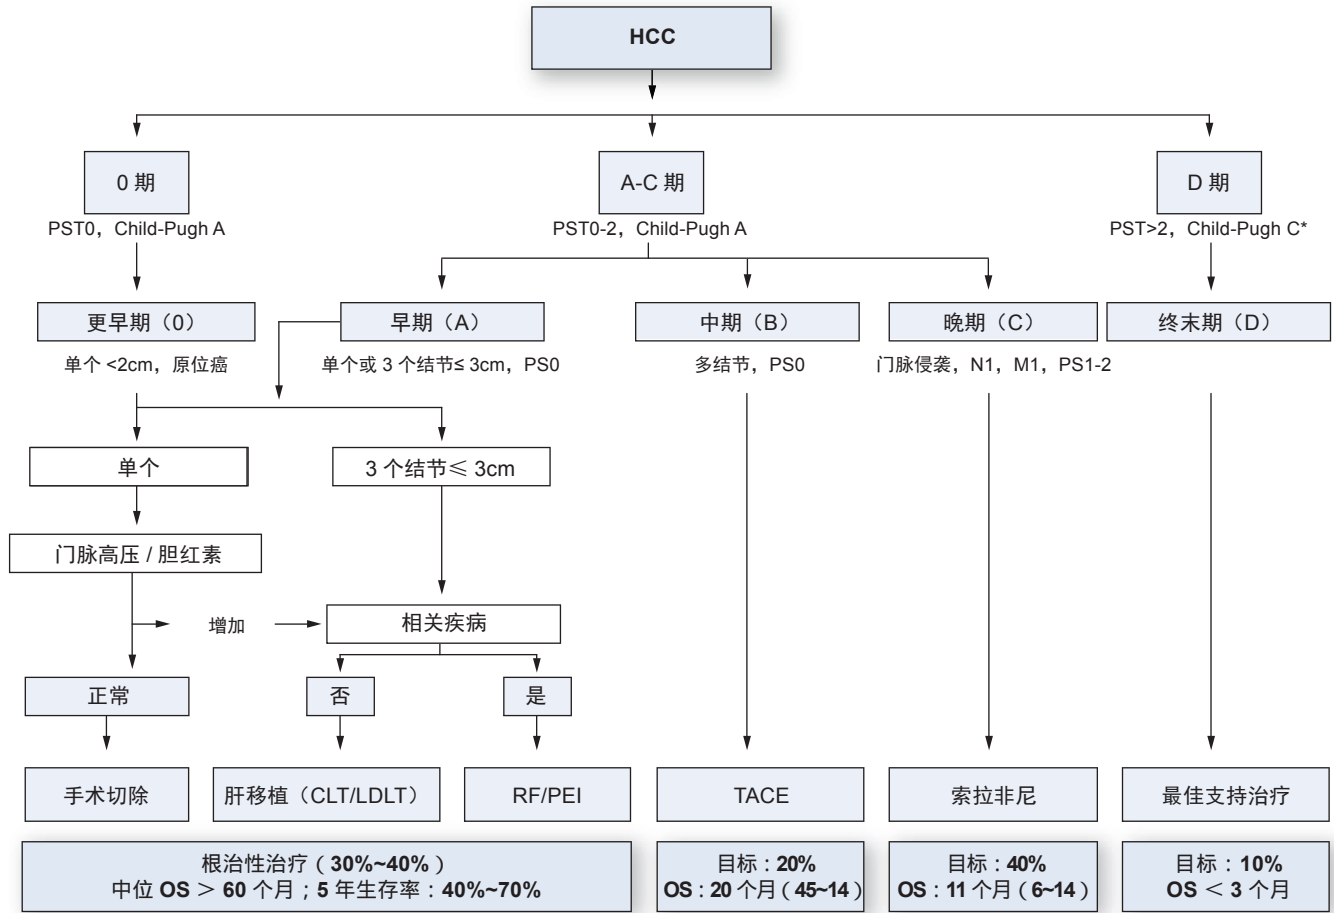 HCC
0 期
A-C 期
D 期
PST0，Child-Pugh A
PST0-2，Child-Pugh A
PST>2，Child-Pugh C*
更早期（0）
早期（A）
中期（B）
晚期（C）
终末期（D）
单个 <2cm，原位癌
单个或 3 个结节≤ 3cm，PS0
多结节，PS0
门脉侵袭，N1，M1，PS1-2
单个
3 个结节≤ 3cm
门脉高压 / 胆红素
增加
相关疾病
正常
否
是
手术切除
肝移植（CLT/LDLT）
RF/PEI
TACE
索拉非尼
最佳支持治疗
根治性治疗（30%~40%）
中位 OS ＞ 60 个月；5 年生存率：40%~70%
目标：20%
OS：20 个月（45~14）
目标：40%
OS：11 个月（6~14）
目标：10%
OS ＜ 3 个月